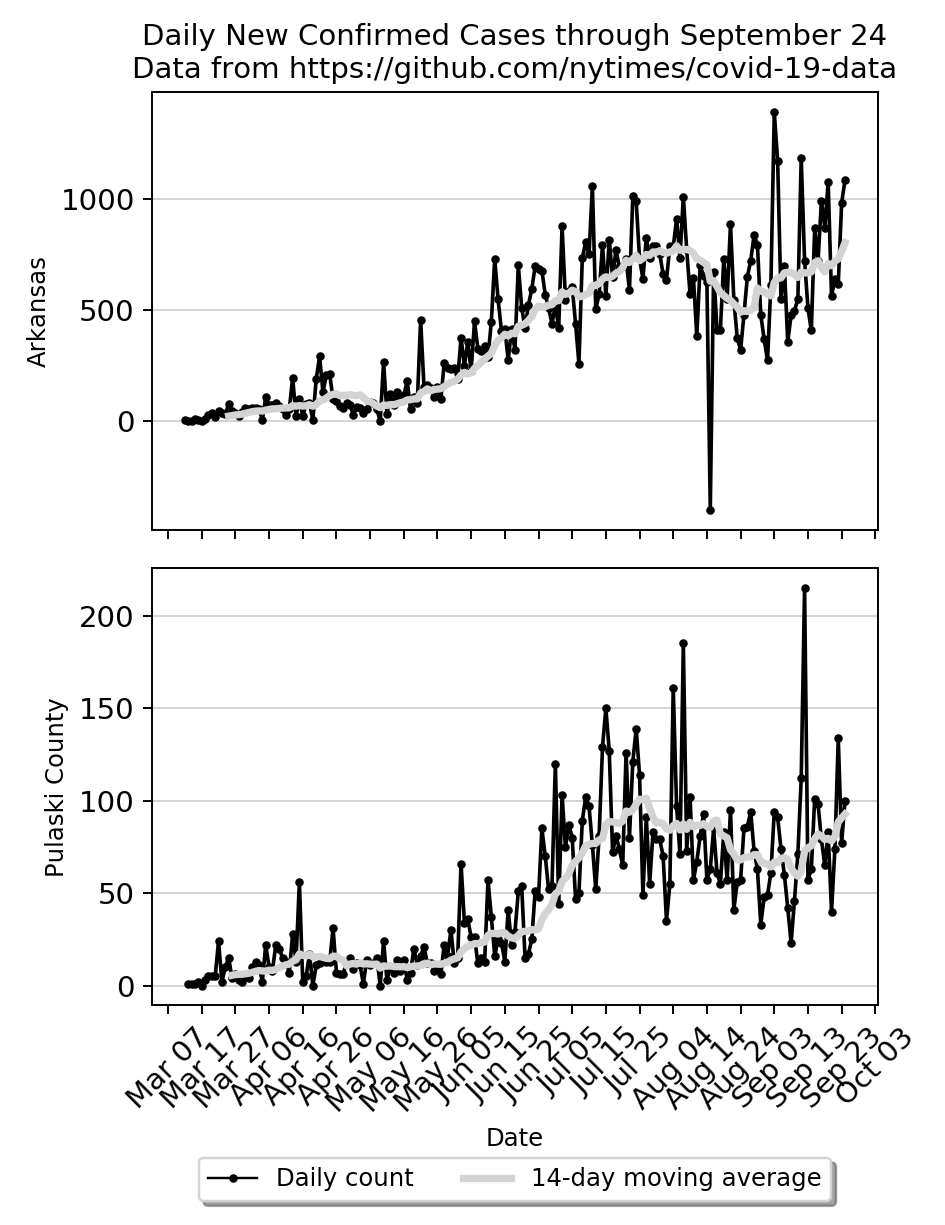 Daily New Confirmed Cases through September 24
Data from https://github.com/nytimes/covid-19-data
Arkansas
1000
500
0
Pulaski County
200
150
100
50
0
Mar 07
Mar 17
Mar 27
Apr 06
Apr 16
Apr 26
May 06
May 16
May 26
Jun 05
Jun 15
Jun 25
Jul 05
Jul 15
Jul 25
Aug 04
Aug 14
Aug 24
Sep 03
Sep 13
Sep 23
Oct 03
Date
Daily count
14-day moving average